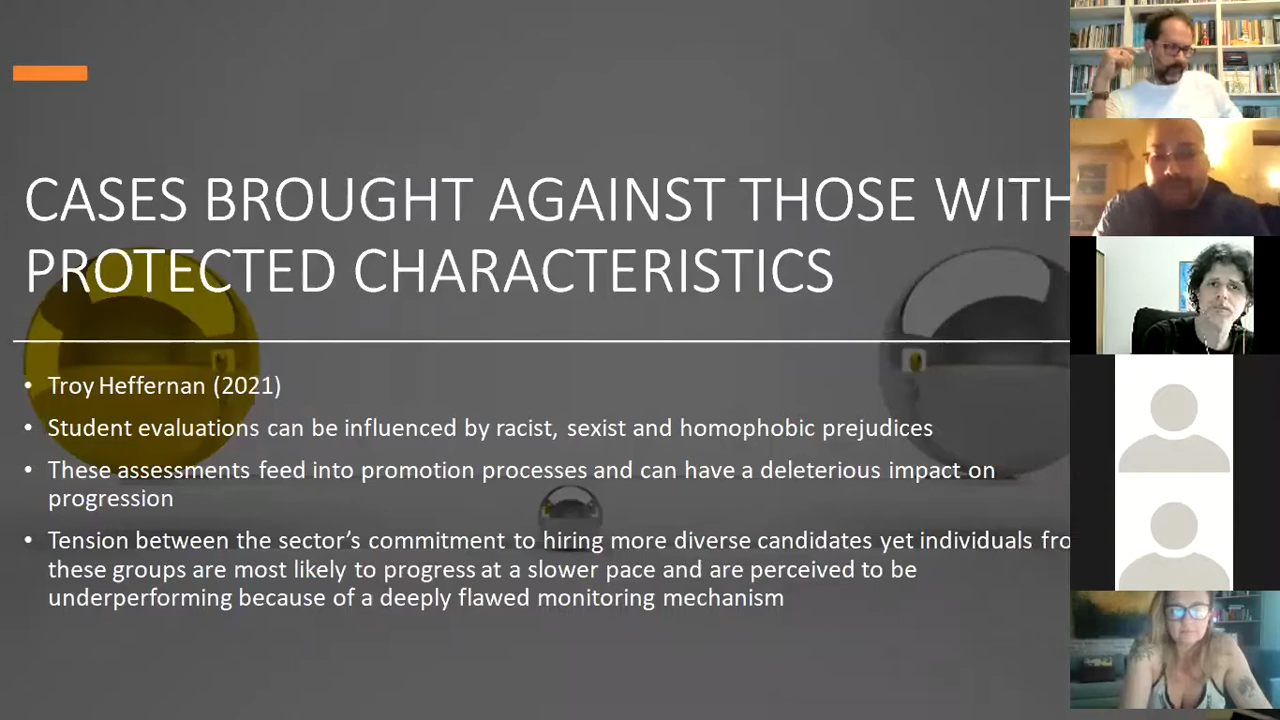 CASES BROUGHT AGAINST THOSE WITH
PROTECTED CHARACTERISTICS
• Troy Heffernan (2021)
• Student evaluations can be influenced by racist, sexist and homophobic prejudices
• These assessments feed into promotion processes and can have a deleterious impact on
progression
• Tension between the sector’s commitment to hiring more diverse candidates yet individuals fro
these groups are most likely to progress at a slower pace and are perceived to be
underperforming because of a deeply flawed monitoring mechanism